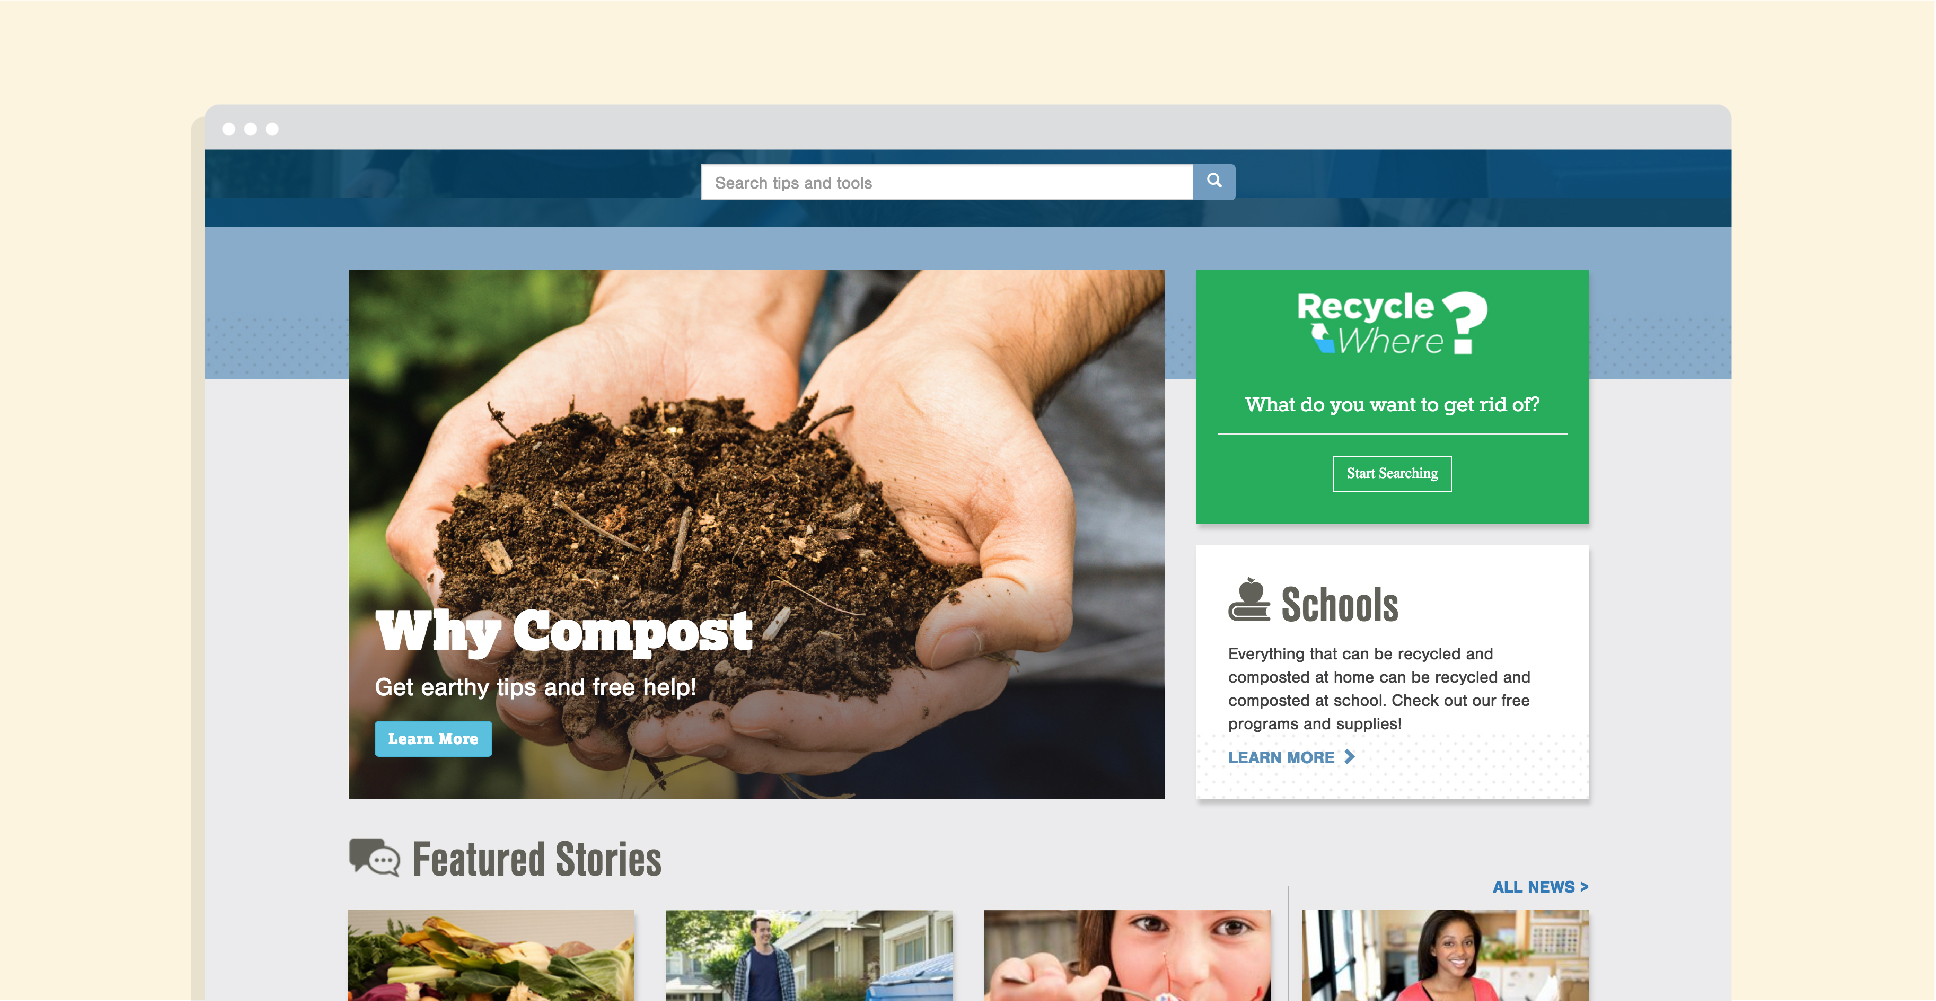 Search tips and tools
Why Compost
Get earthy tips and free help!
Learn More
Recycle
Where?
What do you want to get rid of?
Start Searching
Schools
Everything that can be recycled and
composted at home can be recycled and
composted at school. Check out our free
programs and supplies!
LEARN MORE
Featured Stories
ALL NEWS >